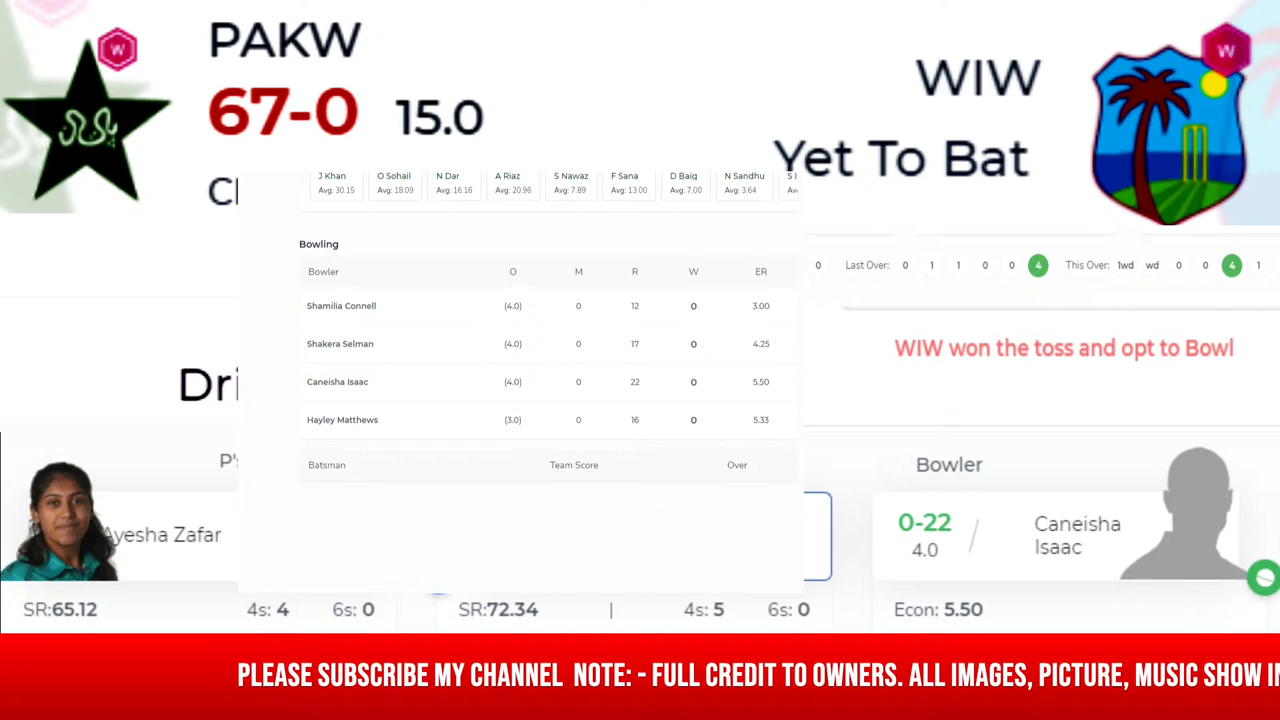 W
PAKW
67-0 15.0
WIW
Yet To Bat
W
J Khan O Sohail N Dar A Riaz S Nawaz F Sana D Baig N Sandhu
Avg: 30.15 Avg: 18.09 Avg: 16.16 Avg: 20.96 Avg: 7.89 Avg: 13.00 Avg: 7.00 Avg: 3.64
Bowling
Bowler O M R W ER
Shamilia Connell (4.0) 0 12 0 3.00
Shakera Selman (4.0) 0 17 0 4.25
Caneisha Isaac (4.0) 0 22 0 5.50
Hayley Matthews (3.0) 0 16 0 5.33
Batsman Team Score Over
0 Last Over: 0 1 1 0 0 4 This Over: 1wd wd 0 0 4 1
WIW won the toss and opt to Bowl
Dri
P's
Ayesha Zafar
SR:65.12 4s: 4 6s: 0
SR:72.34 | 4s: 5 6s: 0
Bowler
0-22 / Caneisha
4.0 Isaac
Econ: 5.50
PLEASE SUBSCRIBE MY CHANNEL NOTE: - FULL CREDIT TO OWNERS. ALL IMAGES, PICTURE, MUSIC SHOW IN